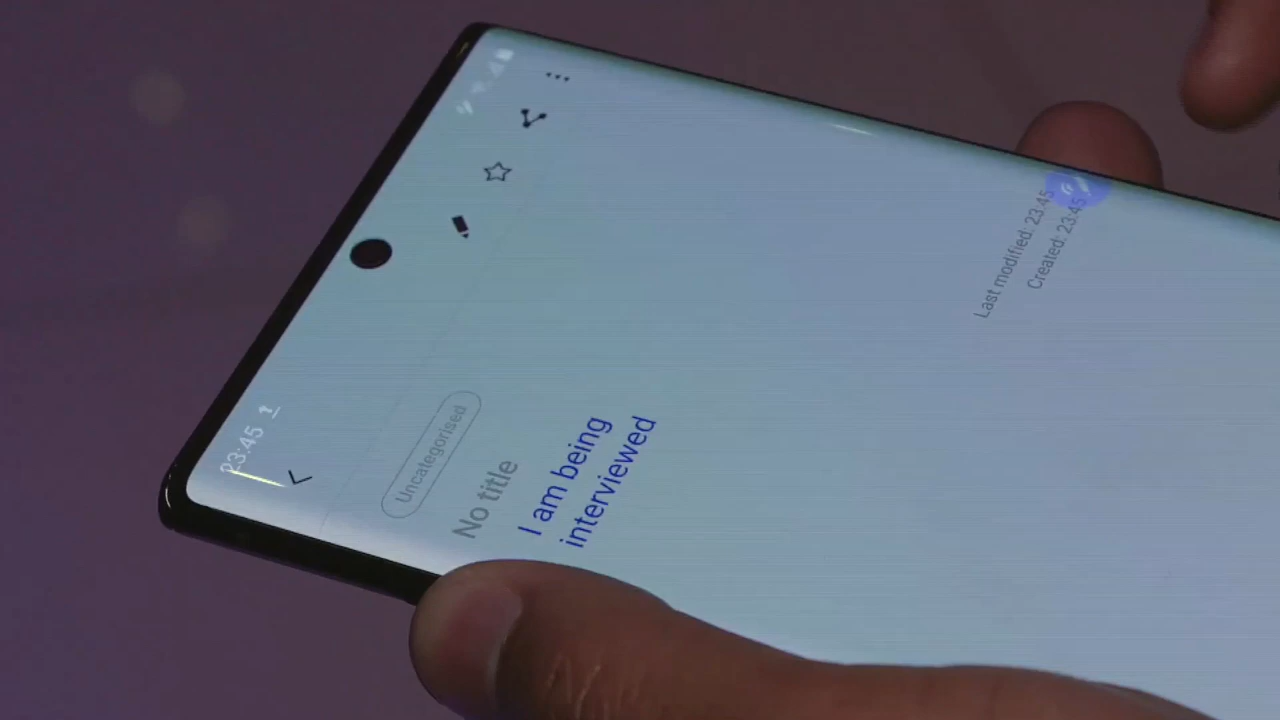 23:45
Uncategorised
No title
I am being
interviewed
Last modified: 23:45
Created: 23:45